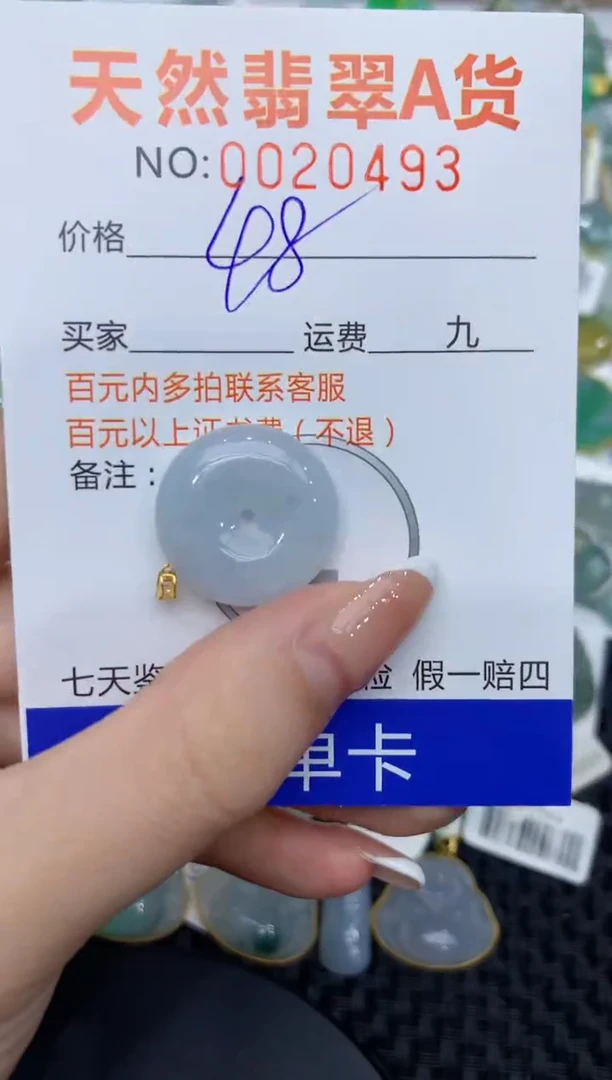 天然翡翠A货
NO:0020493
价格 48
买家 运费 九
百元内多拍联系客服
百元以上证书费（不退）
备注：
七天鉴 检 假一赔四
单卡